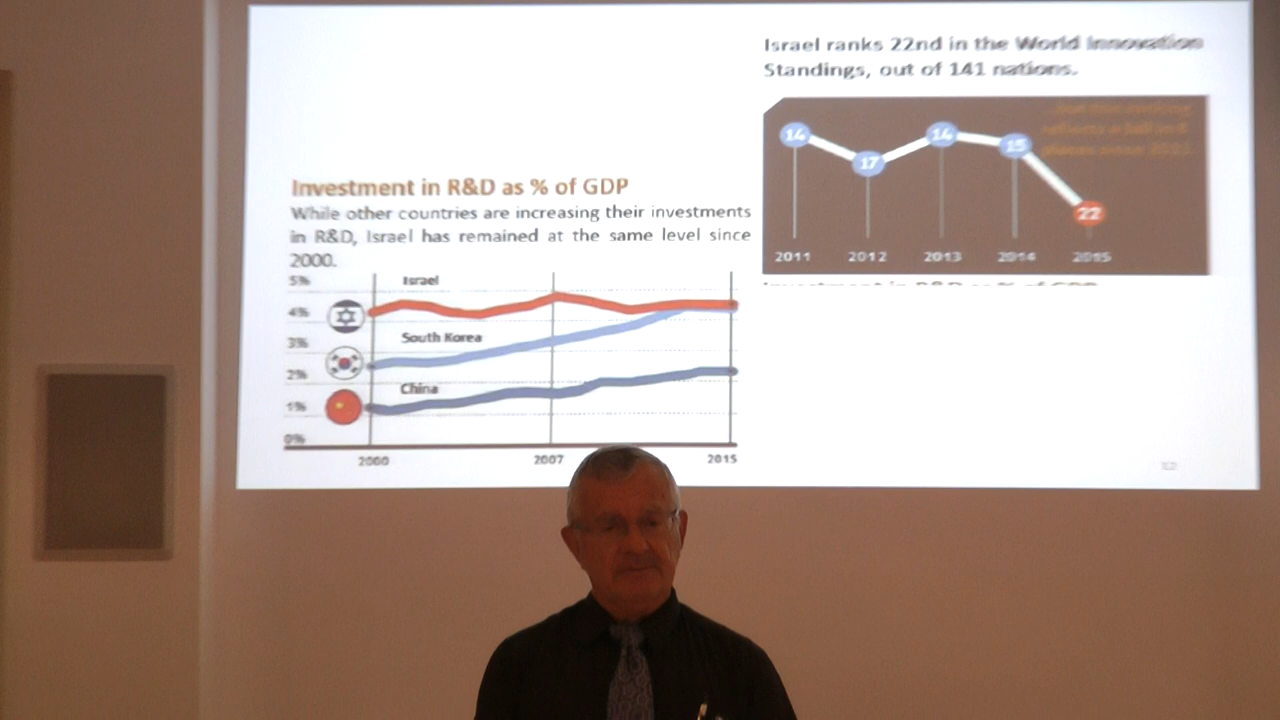 Israel ranks 22nd in the World Innovation
Standings, out of 141 nations.
14
17
14
15
22
2011
2012
2013
2014
2015
Investment in R&D as % of GDP
While other countries are increasing their investments
in R&D, Israel has remained at the same level since
2000.
5%
Israel
4%
South Korea
3%
2%
China
1%
0%
2000
2007
2015
12